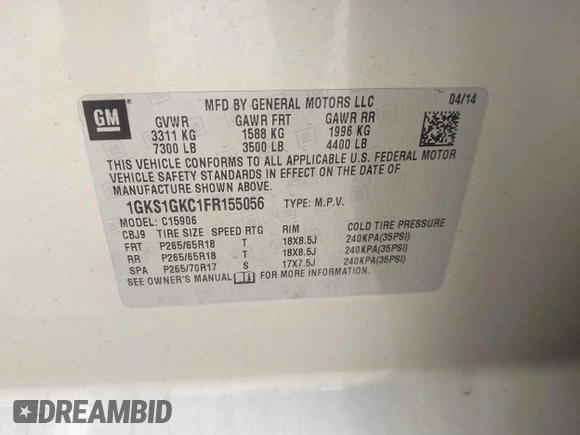 GM
MFD BY GENERAL MOTORS LLC 04/14
GVWR GAWR FRT GAWR RR
3311 KG 1588 KG 1996 KG
7300 LB 3500 LB 4400 LB
THIS VEHICLE CONFORMS TO ALL APPLICABLE U.S. FEDERAL MOTOR
VEHICLE SAFETY STANDARDS IN EFFECT ON THE DATE OF
MANUFACTURE SHOWN ABOVE.
1GKS1GKC1FR155056 TYPE: M.P.V.
MODEL: C15906
CBJ9 TIRE SIZE SPEED RTG RIM COLD TIRE PRESSURE
FRT P265/65R18 T 18X8.5J 240KPA(35PSI)
RR P265/65R18 T 18X8.5J 240KPA(35PSI)
SPA P265/70R17 S 17X7.5J 240KPA(35PSI)
SEE OWNER'S MANUAL FOR MORE INFORMATION
DREAMBID